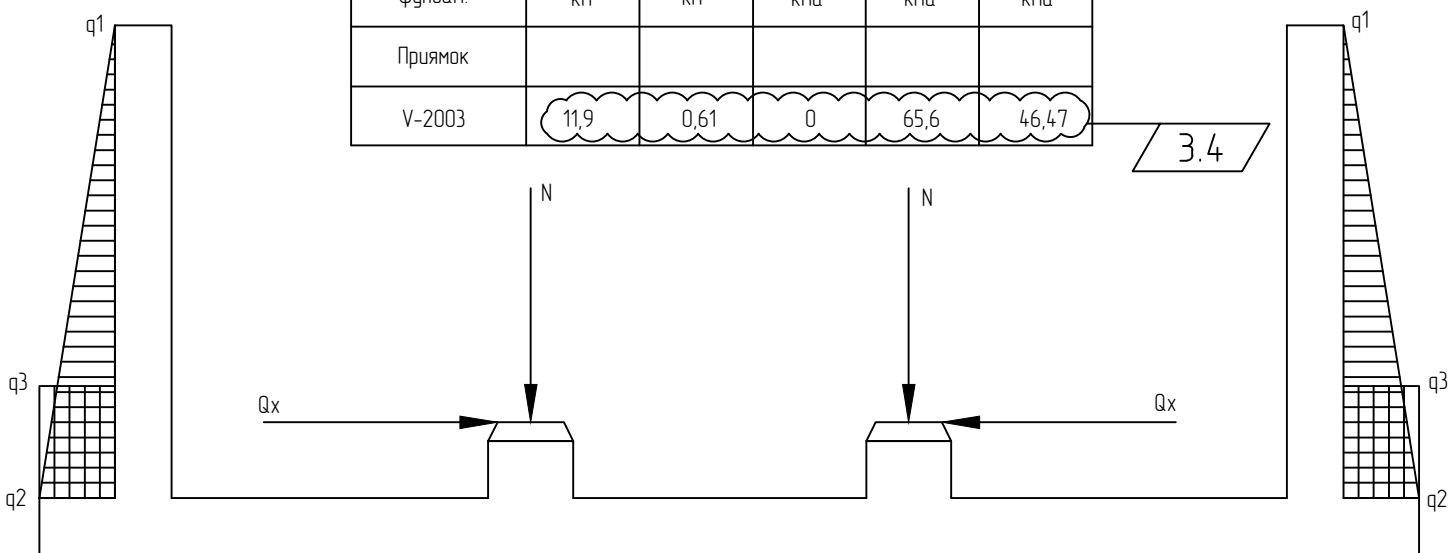 фундам. кН кН кПа кПа кПа
q1 q1
Приямок
V-2003 11,9 0,61 0 65,6 46,47
3.4
N N
q3 q3
Qx Qx
q2 q2